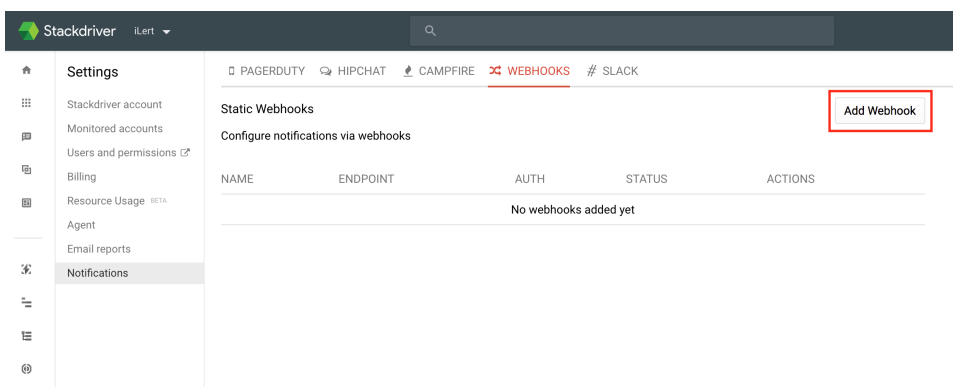 Stackdriver iLert
Settings
Stackdriver account
Monitored accounts
Users and permissions
Billing
Resource Usage BETA
Agent
Email reports
Notifications
PAGERDUTY HIPCHAT CAMPFIRE WEBHOOKS # SLACK
Static Webhooks
Add Webhook
Configure notifications via webhooks
NAME ENDPOINT AUTH STATUS ACTIONS
No webhooks added yet